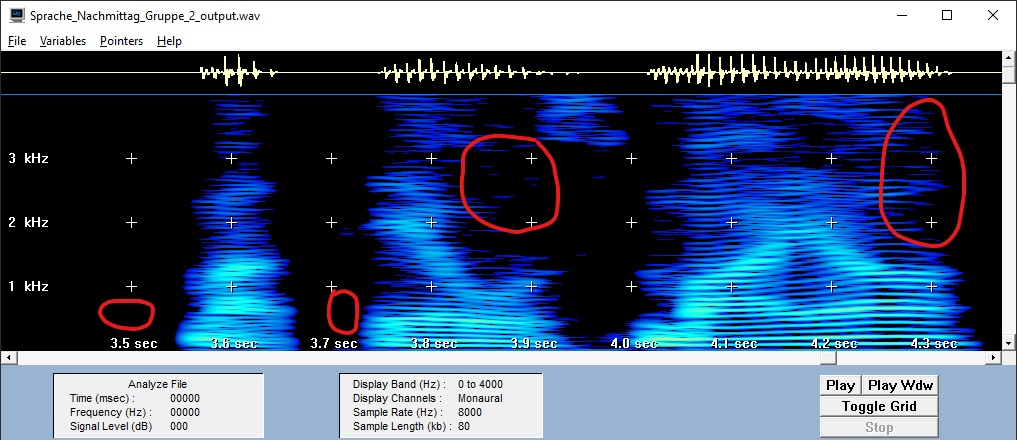 Sprache_Nachmittag_Gruppe_2_output.wav
File Variables Pointers Help
3 kHz
2 kHz
1 kHz
3.5 sec 3.6 sec 3.7 sec 3.8 sec 3.9 sec 4.0 sec 4.1 sec 4.2 sec 4.3 sec
Analyze File
Time (msec) : 00000
Frequency (Hz) : 00000
Signal Level (dB) 000
Display Band (Hz) : 0 to 4000
Display Channels : Monaural
Sample Rate (Hz) : 8000
Sample Length (kb) : 80
Play Play Wdw
Toggle Grid
Stop